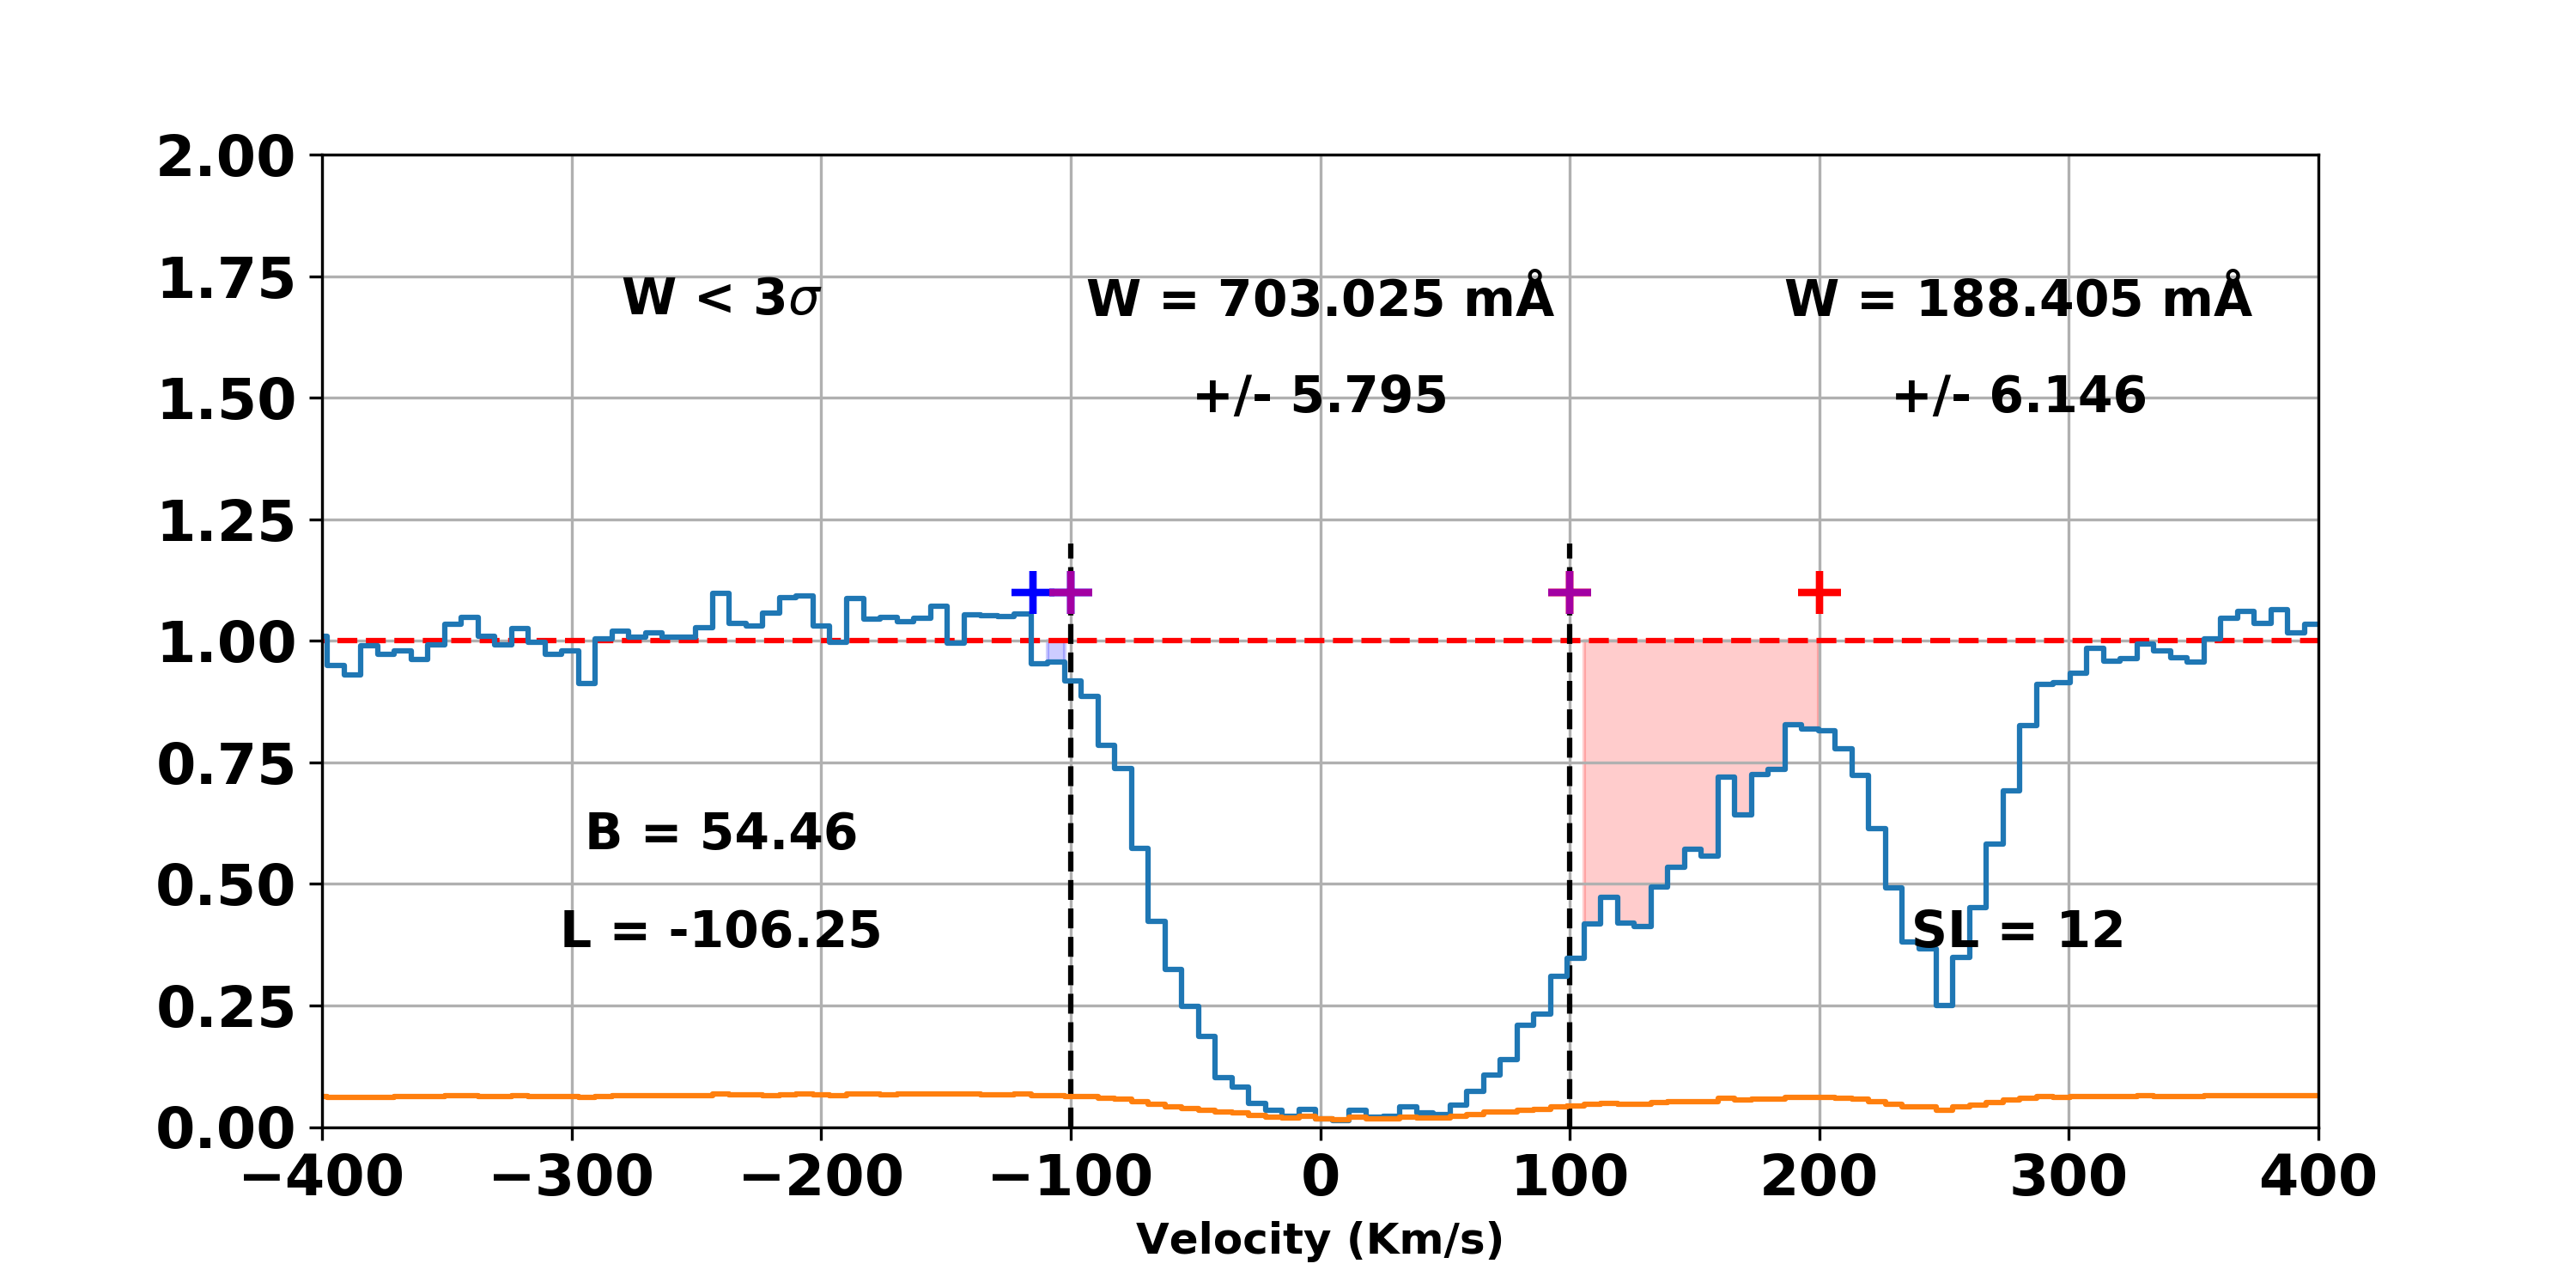 2.00
1.75
W < 3σ
W = 703.025 mÅ
W = 188.405 mÅ
1.50
+/- 5.795
+/- 6.146
1.25
1.00
0.75
B = 54.46
0.50
L = -106.25
SL = 12
0.25
0.00
−400 −300 −200 −100 0 100 200 300 400
Velocity (Km/s)